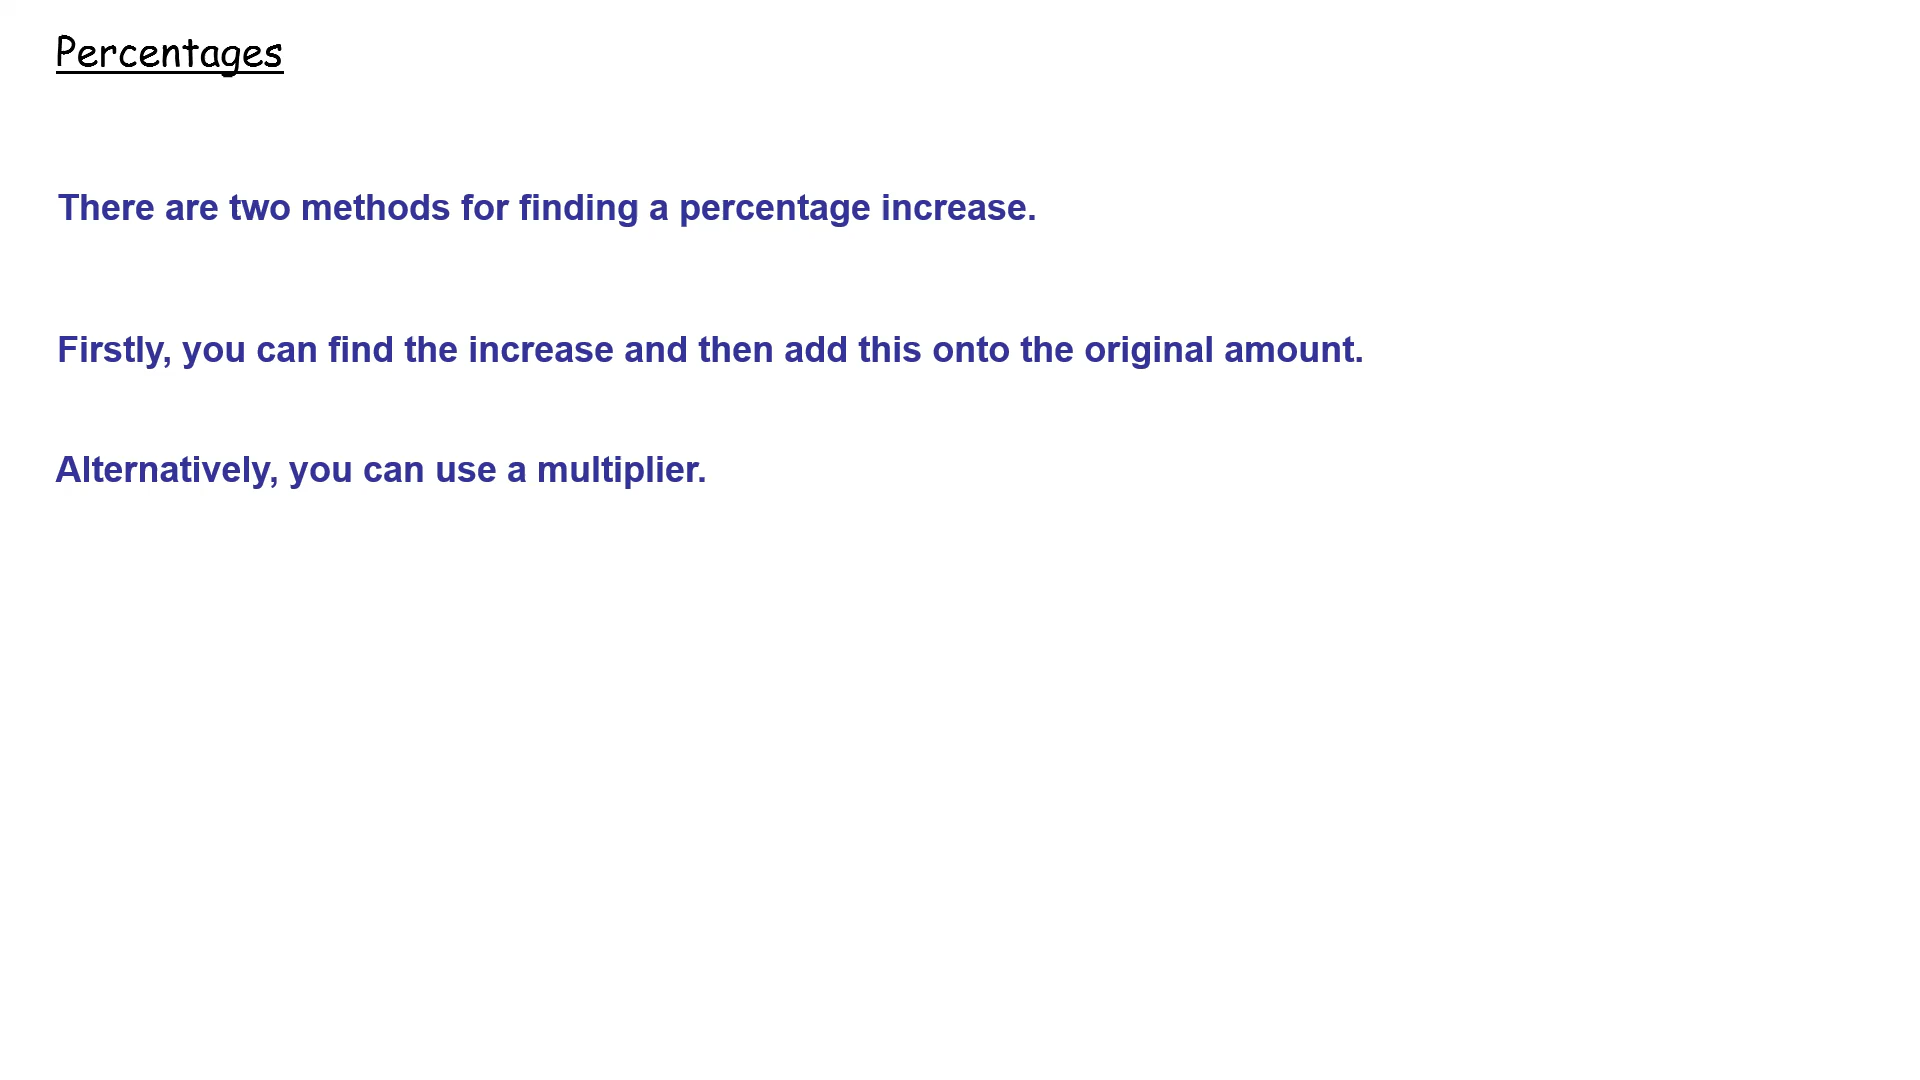 Percentages
There are two methods for finding a percentage increase.
Firstly, you can find the increase and then add this onto the original amount.
Alternatively, you can use a multiplier.